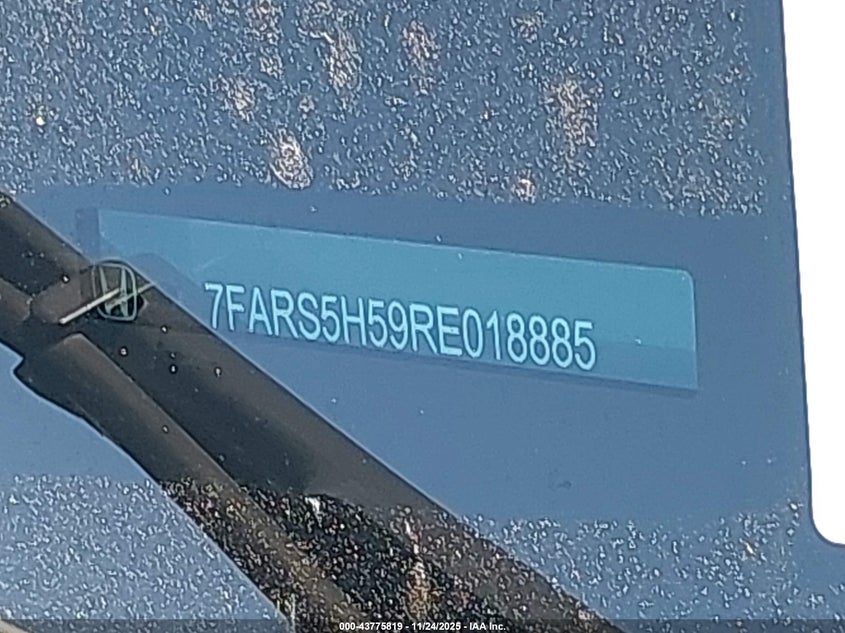 7FARS5H59RE018885
000-43775819 | 11/24/2025 - IAA Inc.